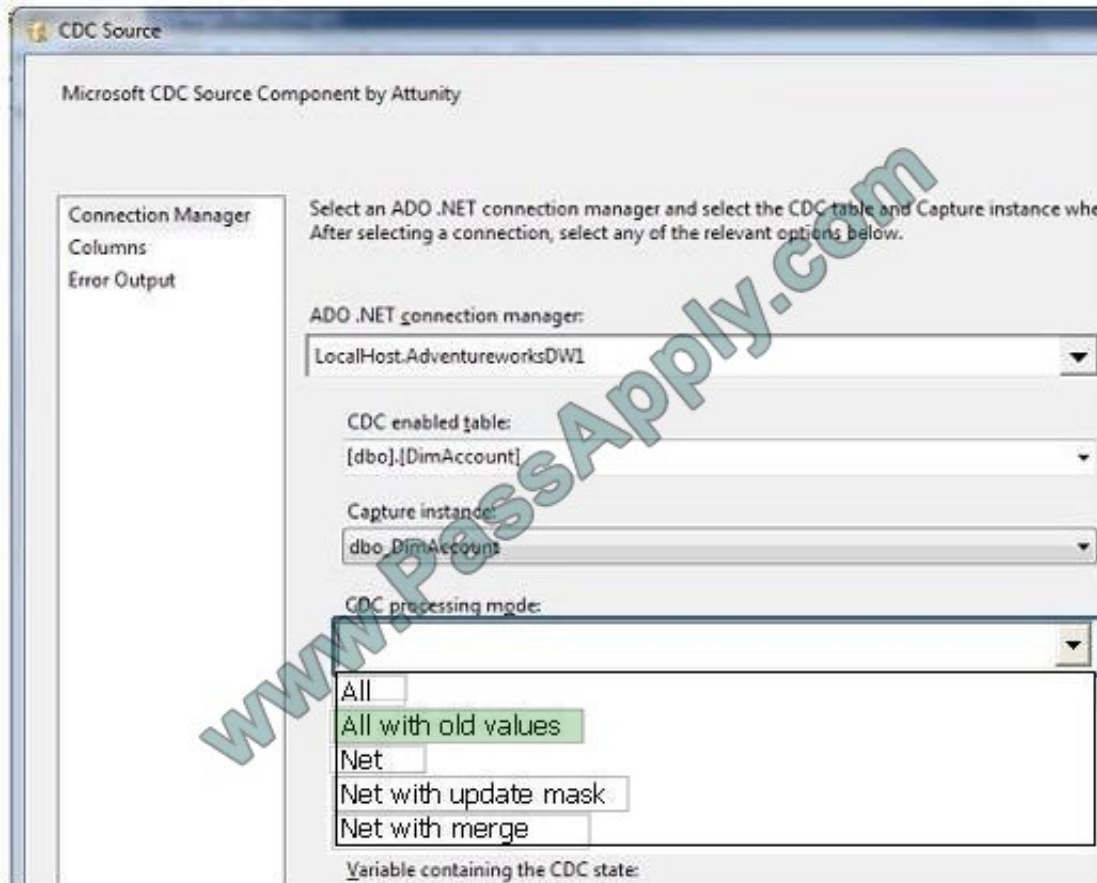 CDC Source
Microsoft CDC Source Component by Attunity
Connection Manager
Columns
Error Output
Select an ADO .NET connection manager and select the CDC table and Capture instance whe
After selecting a connection, select any of the relevant options below.
ADO .NET connection manager:
LocalHost.AdventureworksDW1
CDC enabled table:
[dbo].[DimAccount]
Capture instance:
dbo_DimAccount
CDC processing mode:
All
All with old values
Net
Net with update mask
Net with merge
Variable containing the CDC state:
www.PassApply.com